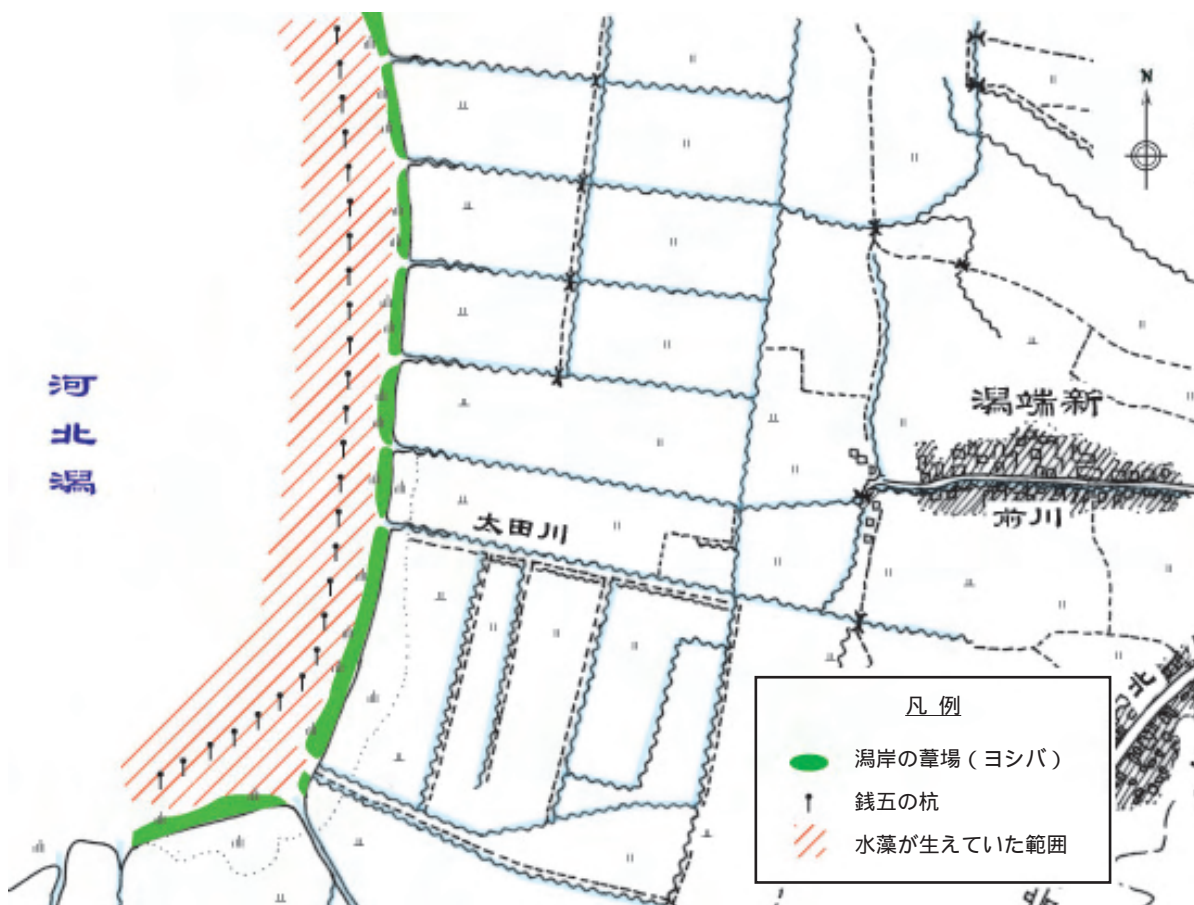 N
河北潟
潟端新
前川
太田川
北
凡 例
潟岸の葦場（ヨシバ）
銭五の杭
水藻が生えていた範囲